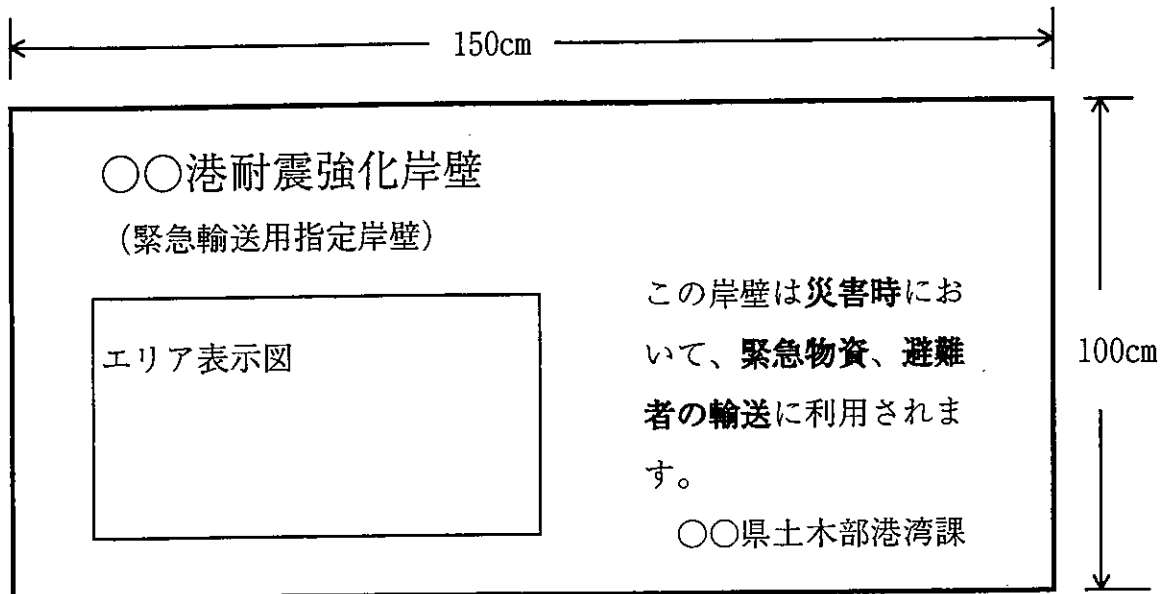 150cm
○○港耐震強化岸壁
(緊急輸送用指定岸壁)
エリア表示図
この岸壁は災害時にお
いて、緊急物資、避難
者の輸送に利用されま
す。
○○県土木部港湾課
100cm